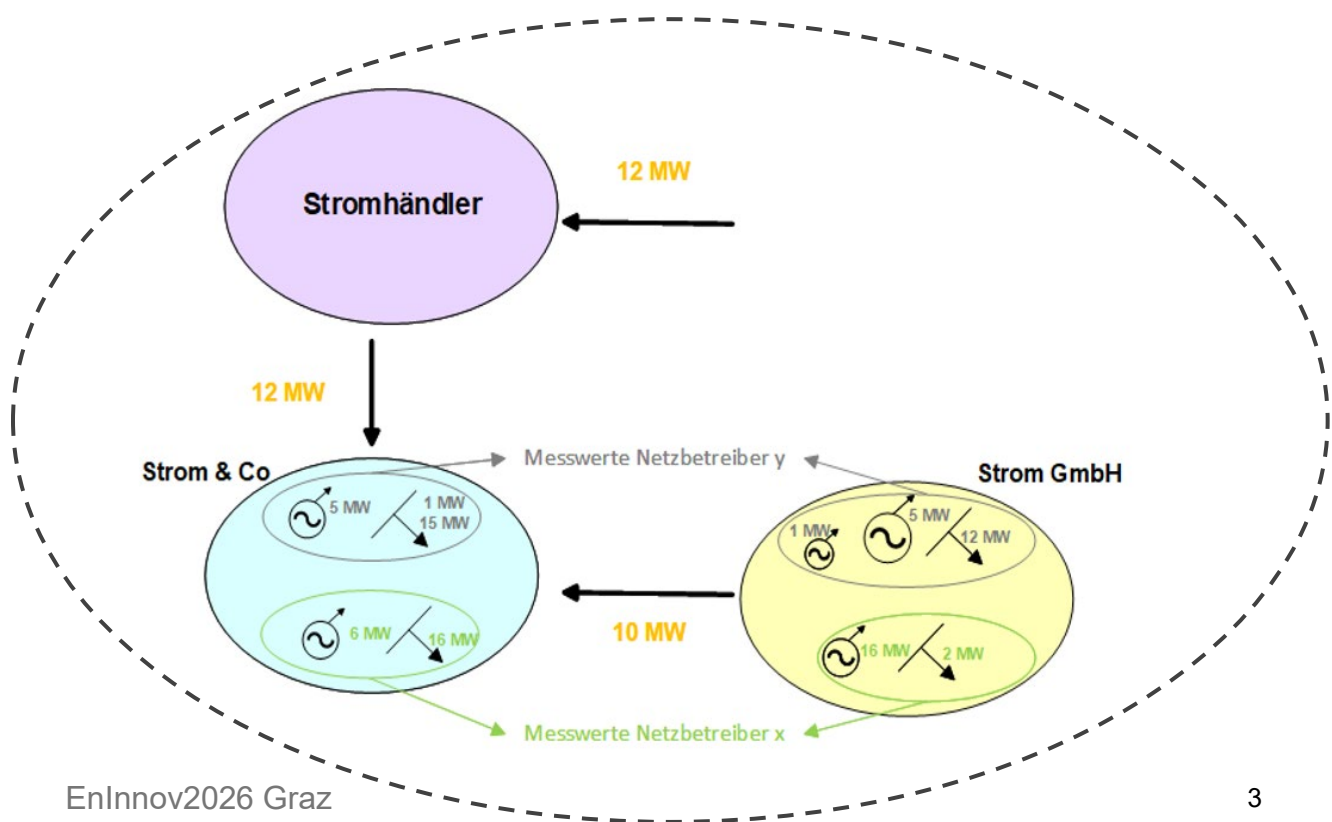 12 MW
Stromhändler
12 MW
Strom & Co
Messwerte Netzbetreiber y
Strom GmbH
5 MW
1 MW
15 MW
1 MW
5 MW
12 MW
6 MW
16 MW
10 MW
16 MW
2 MW
Messwerte Netzbetreiber x
EnInnov2026 Graz
3